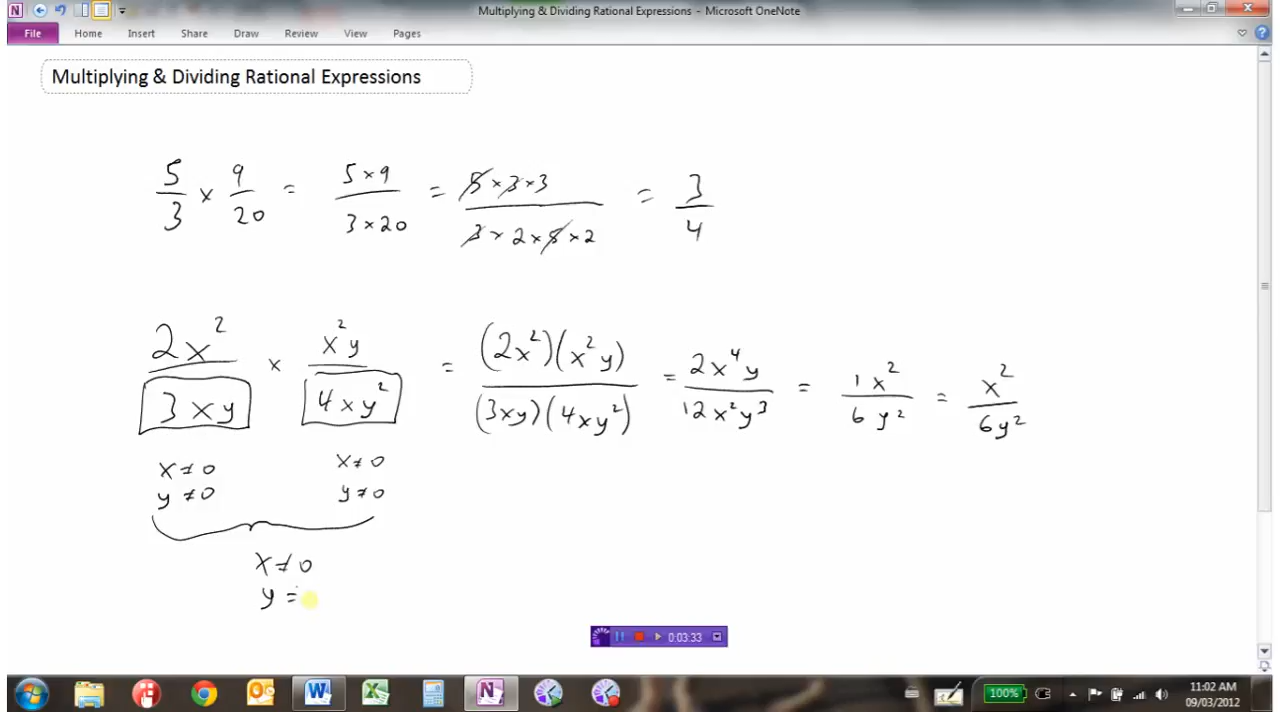 Multiplying & Dividing Rational Expressions - Microsoft OneNote
File Home Insert Share Draw Review View Pages
Multiplying & Dividing Rational Expressions
5/3 × 9/20 = 5×9/3×20 = 5×3×3/3×2×5×2 = 3/4
2x²/3xy × x²y/4xy² = (2x²)(x²y)/(3xy)(4xy²) = 2x⁴y/12x²y³ = 1x²/6y² = x²/6y²
x≠0 x≠0
y≠0 y≠0
x≠0
y =
0:03:33
100%
11:02 AM
09/03/2012